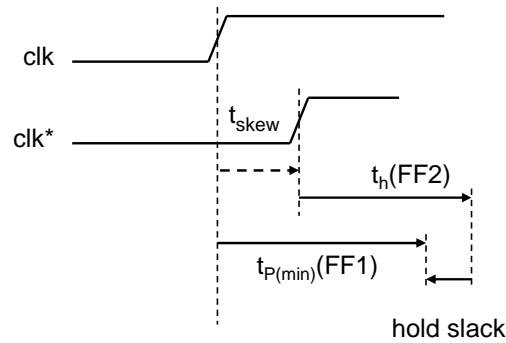 clk
t_skew
clk*
t_h(FF2)
t_P(min)(FF1)
hold slack